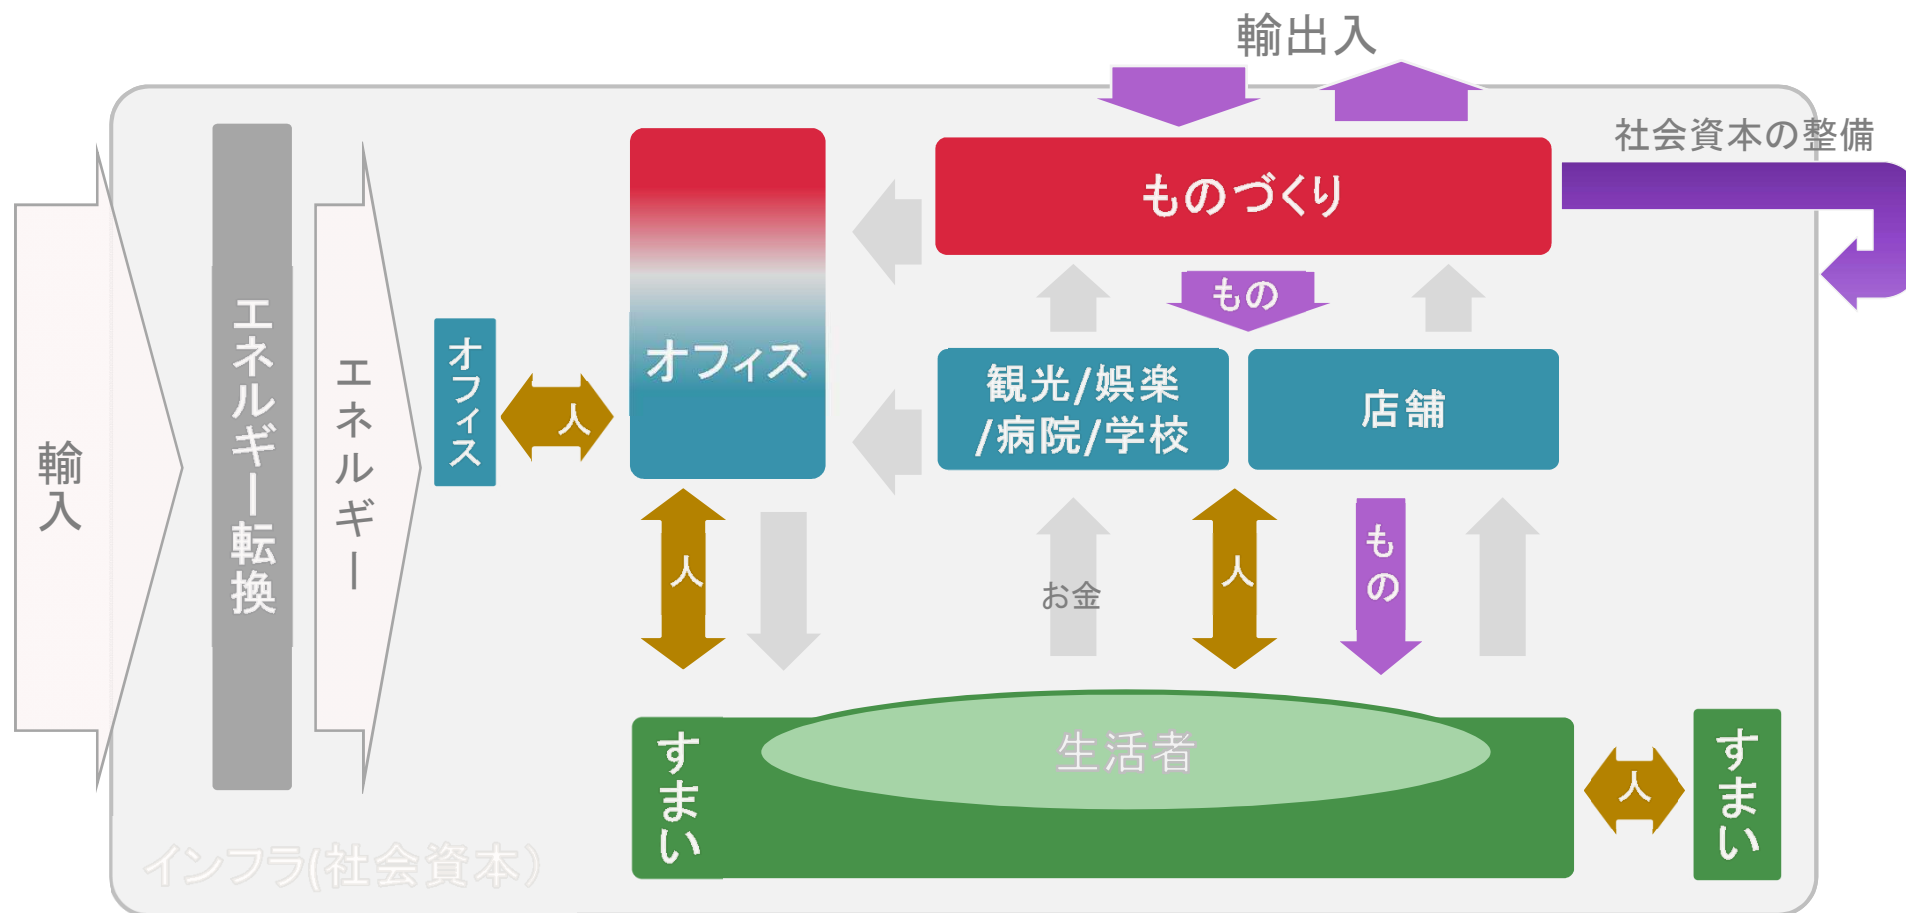 輸出入
社会資本の整備
ものづくり
もの
輸入
エネルギー転換
エネルギー
オフィス
人
オフィス
観光/娯楽
/病院/学校
店舗
人
お金
人
もの
すまい
生活者
人
すまい
インフラ(社会資本)